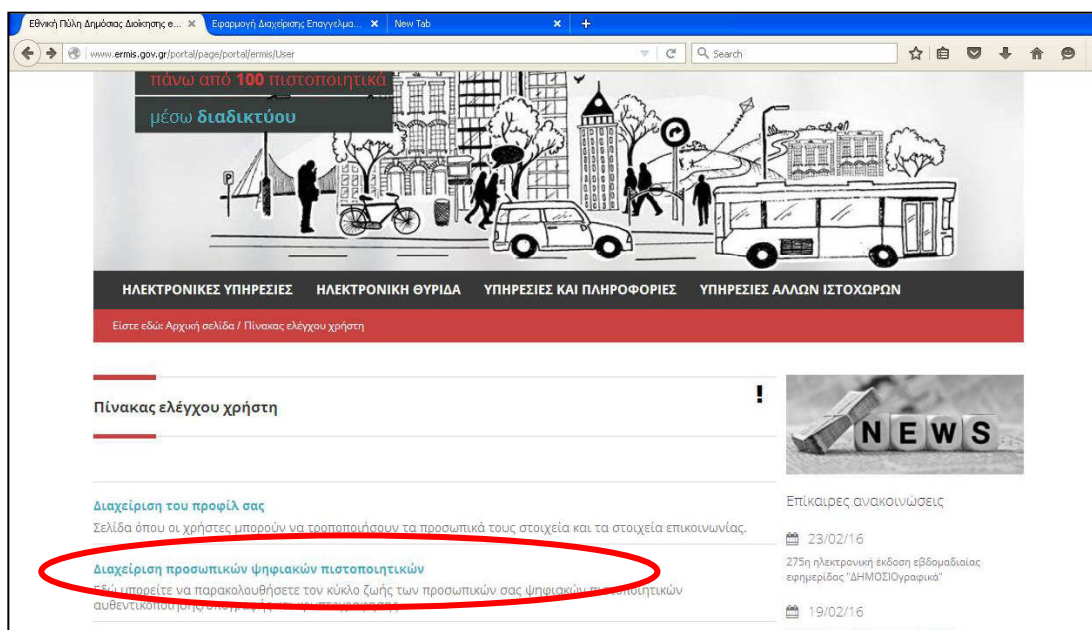 Εθνική Πύλη Δημόσιας Διοίκησης e...
Εφαρμογή Διαχείρισης Επαγγελμα...
New Tab
www.ermis.gov.gr/portal/page/portal/ermis/User
Search
πάνω από 100 πιστοποιητικά
μέσω διαδικτύου
P
ΗΛΕΚΤΡΟΝΙΚΕΣ ΥΠΗΡΕΣΙΕΣ ΗΛΕΚΤΡΟΝΙΚΗ ΘΥΡΙΔΑ ΥΠΗΡΕΣΙΕΣ ΚΑΙ ΠΛΗΡΟΦΟΡΙΕΣ ΥΠΗΡΕΣΙΕΣ ΑΛΛΩΝ ΙΣΤΟΧΩΡΩΝ
Είστε εδώ: Αρχική σελίδα / Πίνακας ελέγχου χρήστη
Πίνακας ελέγχου χρήστη
!
NEWS
Διαχείριση του προφίλ σας
Σελίδα όπου οι χρήστες μπορούν να τροποποιήσουν τα προσωπικά τους στοιχεία και τα στοιχεία επικοινωνίας.
Διαχείριση προσωπικών ψηφιακών πιστοποιητικών
Εδώ μπορείτε να παρακολουθήσετε τον κύκλο ζωής των προσωπικών σας ψηφιακών πιστοποιητικών
αυθεντικοποίησης/υπογραφής και κρυπτογράφησης
Επίκαιρες ανακοινώσεις
23/02/16
275η ηλεκτρονική έκδοση εβδομαδιαίας
εφημερίδας "ΔΗΜΟΣΙΟγραφικά"
19/02/16